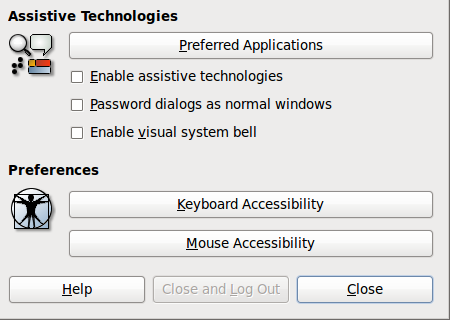 Assistive Technologies
Preferred Applications
Enable assistive technologies
Password dialogs as normal windows
Enable visual system bell
Preferences
Keyboard Accessibility
Mouse Accessibility
Help
Close and Log Out
Close